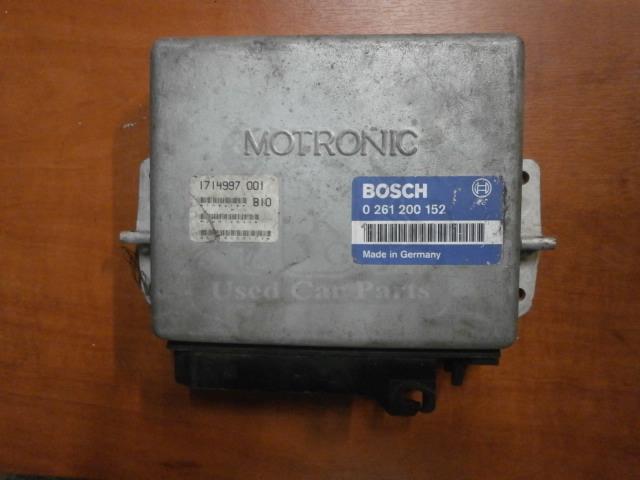 MOTRONIC
1714997 001
B10
BOSCH
0 261 200 152
Made in Germany
Used Car Parts